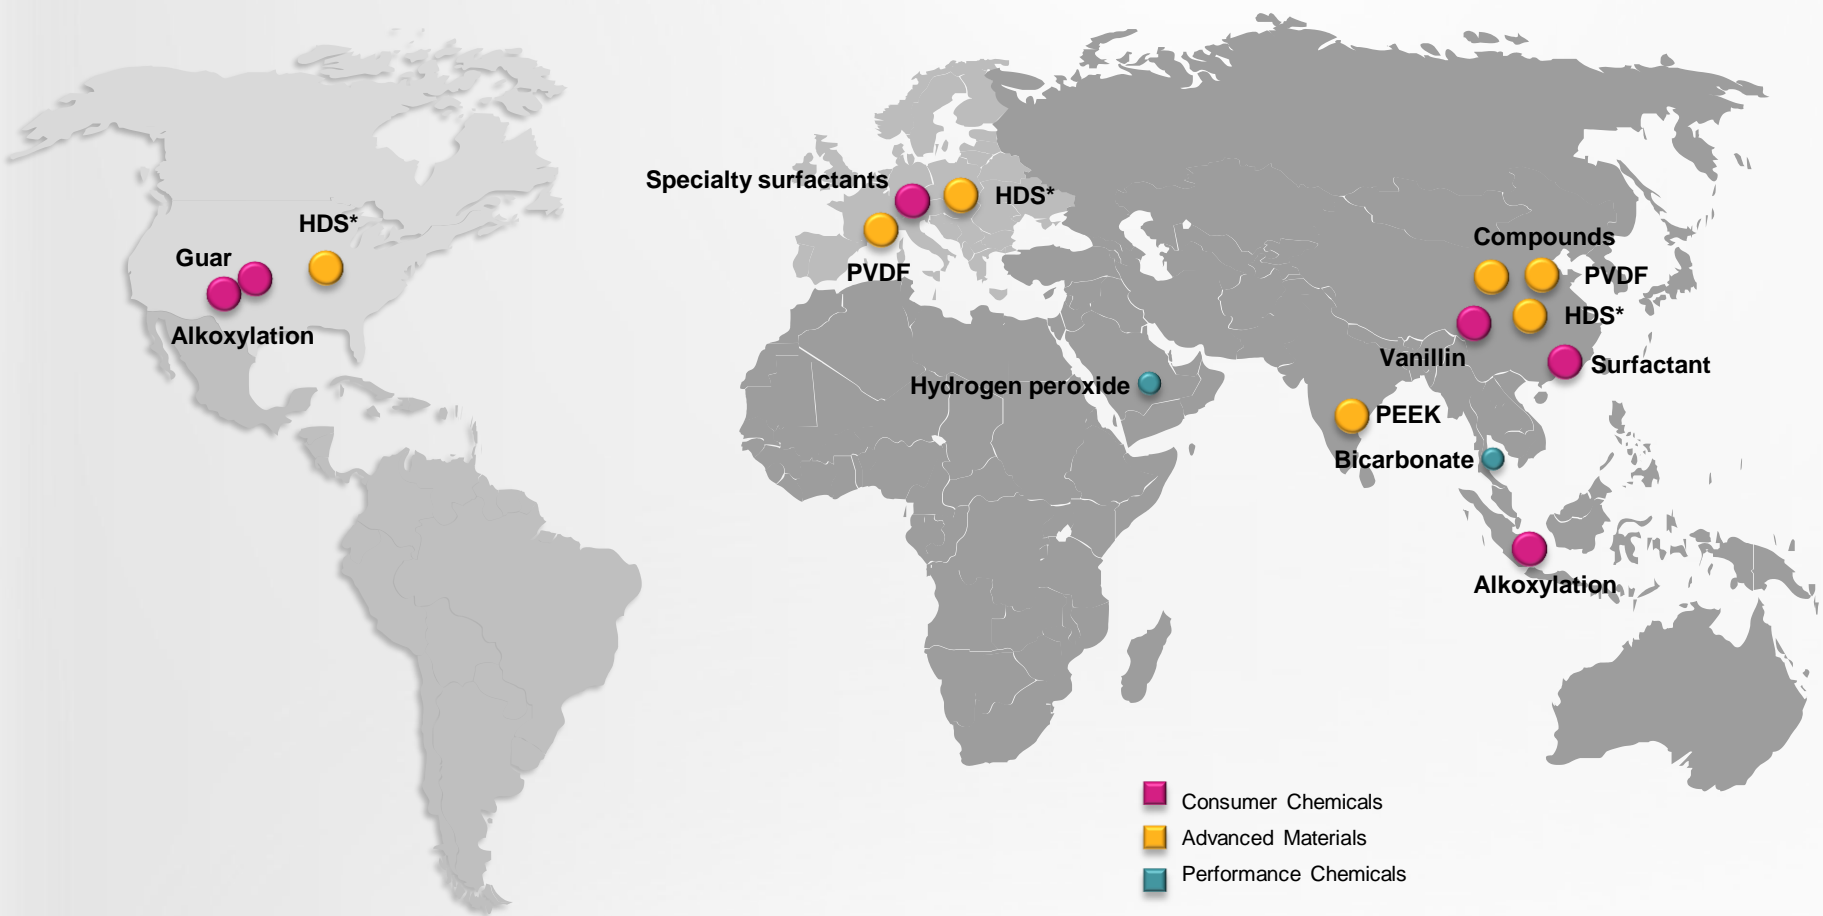 Specialty surfactants
HDS*
HDS*
Guar
Alkoxylation
PVDF
Compounds
PVDF
HDS*
Vanillin
Surfactant
Hydrogen peroxide
PEEK
Bicarbonate
Alkoxylation
Consumer Chemicals
Advanced Materials
Performance Chemicals